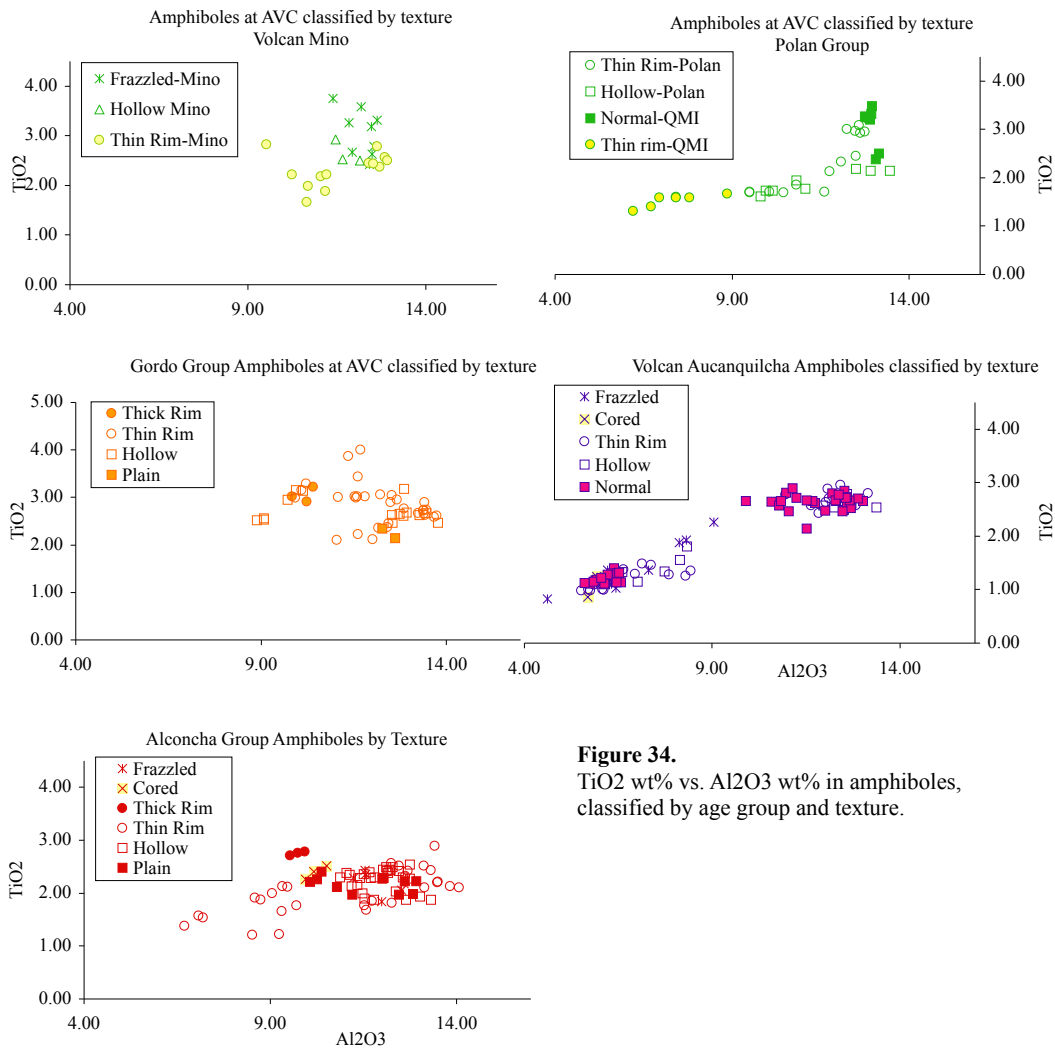 Amphiboles at AVC classified by texture
Volcan Mino
Frazzled-Mino
Hollow Mino
Thin Rim-Mino
4.00
3.00
2.00
1.00
0.00
TiO2
4.00
9.00
14.00
Amphiboles at AVC classified by texture
Polan Group
Thin Rim-Polan
Hollow-Polan
Normal-QMI
Thin rim-QMI
4.00
3.00
2.00
1.00
0.00
TiO2
4.00
9.00
14.00
Gordo Group Amphiboles at AVC classified by texture
Thick Rim
Thin Rim
Hollow
Plain
5.00
4.00
3.00
2.00
1.00
0.00
TiO2
4.00
9.00
14.00
Volcan Aucanquilcha Amphiboles classified by texture
Frazzled
Cored
Thin Rim
Hollow
Normal
4.00
3.00
2.00
1.00
0.00
TiO2
4.00
9.00
14.00
Al2O3
Alconcha Group Amphiboles by Texture
Frazzled
Cored
Thick Rim
Thin Rim
Hollow
Plain
4.00
3.00
2.00
1.00
0.00
TiO2
4.00
9.00
14.00
Al2O3
Figure 34.
TiO2 wt% vs. Al2O3 wt% in amphiboles,
classified by age group and texture.